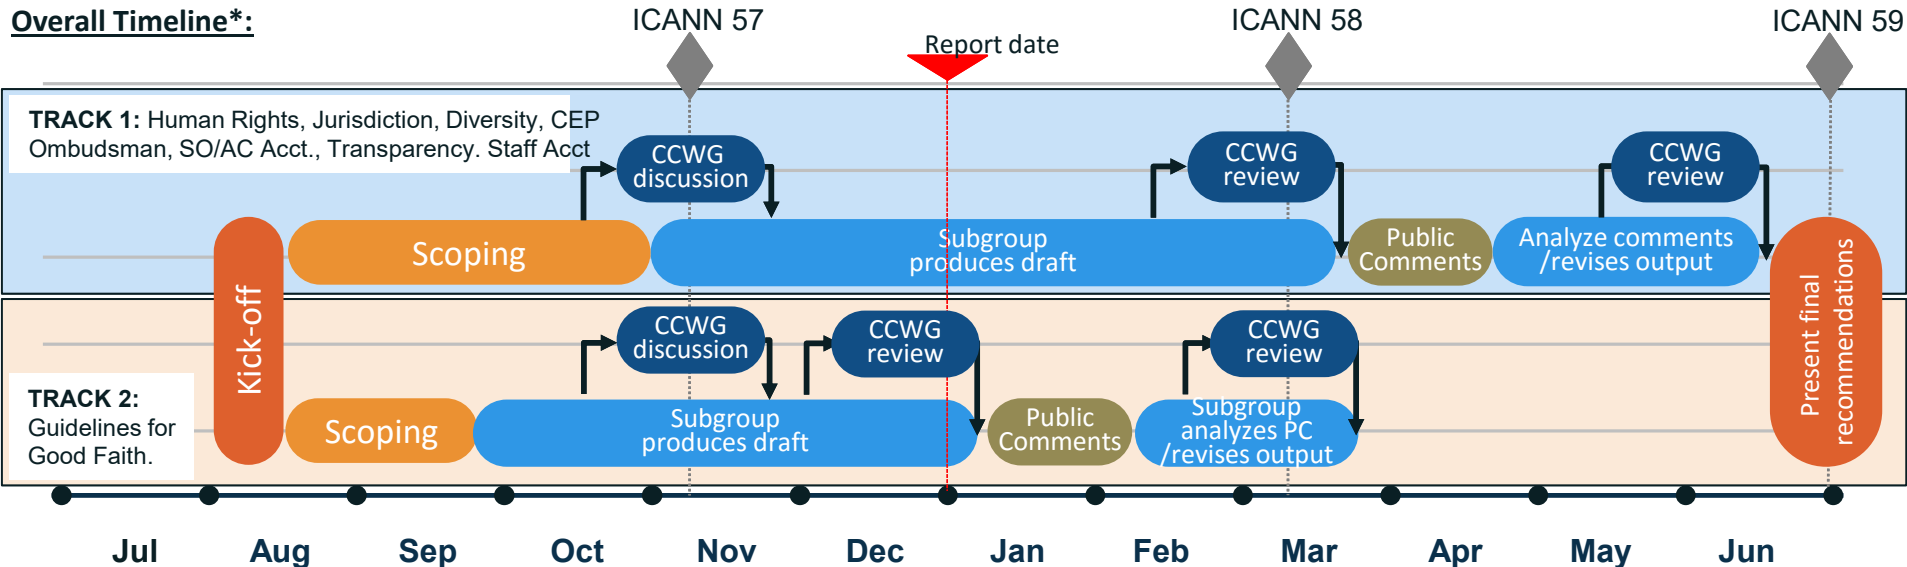 Overall Timeline*:
ICANN 57
Report date
ICANN 58
ICANN 59
TRACK 1: Human Rights, Jurisdiction, Diversity, CEP
Ombudsman, SO/AC Acct., Transparency. Staff Acct
CCWG
discussion
CCWG
review
CCWG
review
Kick-off
Scoping
Subgroup
produces draft
Public
Comments
Analyze comments
/revises output
Present final
recommendations
TRACK 2:
Guidelines for
Good Faith.
CCWG
discussion
CCWG
review
CCWG
review
Scoping
Subgroup
produces draft
Public
Comments
Subgroup
analyzes PC
/revises output
Jul Aug Sep Oct Nov Dec Jan Feb Mar Apr May Jun